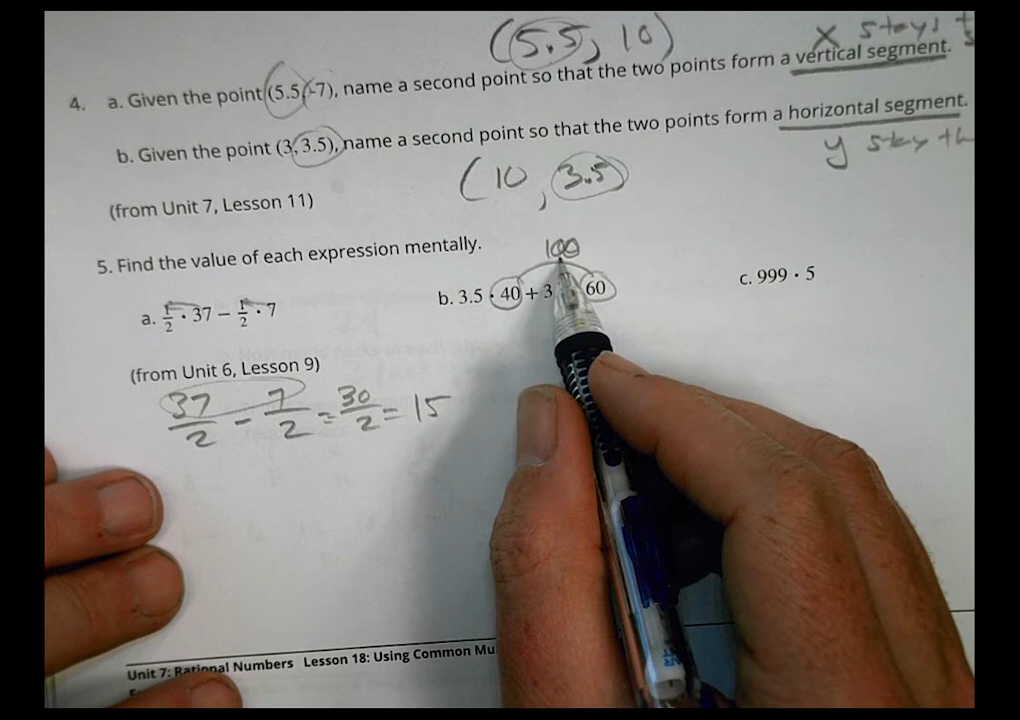 (5.5, 10)
x stays t
4. a. Given the point (5.5, -7), name a second point so that the two points form a vertical segment.
b. Given the point (3, 3.5), name a second point so that the two points form a horizontal segment.
y stay th
(10, 3.5)
(from Unit 7, Lesson 11)
5. Find the value of each expression mentally.
100
a. 1/2 · 37 − 1/2 · 7
b. 3.5 · 40 + 3 60
c. 999 · 5
(from Unit 6, Lesson 9)
37/2 - 7/2 = 30/2 = 15
Unit 7: Rational Numbers Lesson 18: Using Common Mu